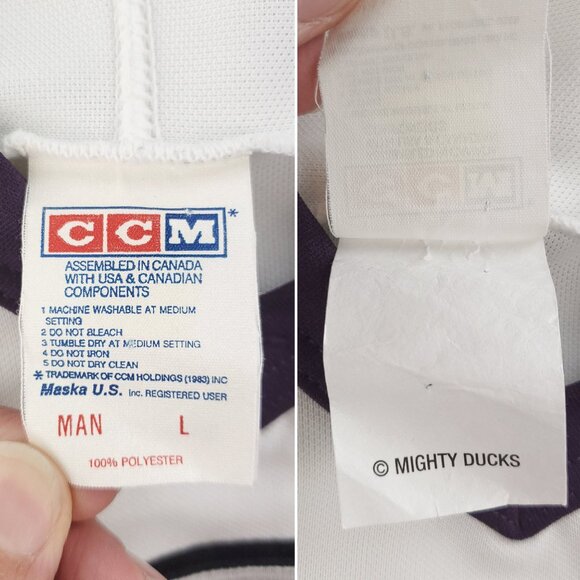 CCM*
ASSEMBLED IN CANADA
WITH USA & CANADIAN
COMPONENTS
1 MACHINE WASHABLE AT MEDIUM
SETTING
2 DO NOT BLEACH
3 TUMBLE DRY AT MEDIUM SETTING
4 DO NOT IRON
5 DO NOT DRY CLEAN
* TRADEMARK OF CCM HOLDINGS (1983) INC
Maska U.S. Inc. REGISTERED USER
MAN L
100% POLYESTER
© MIGHTY DUCKS